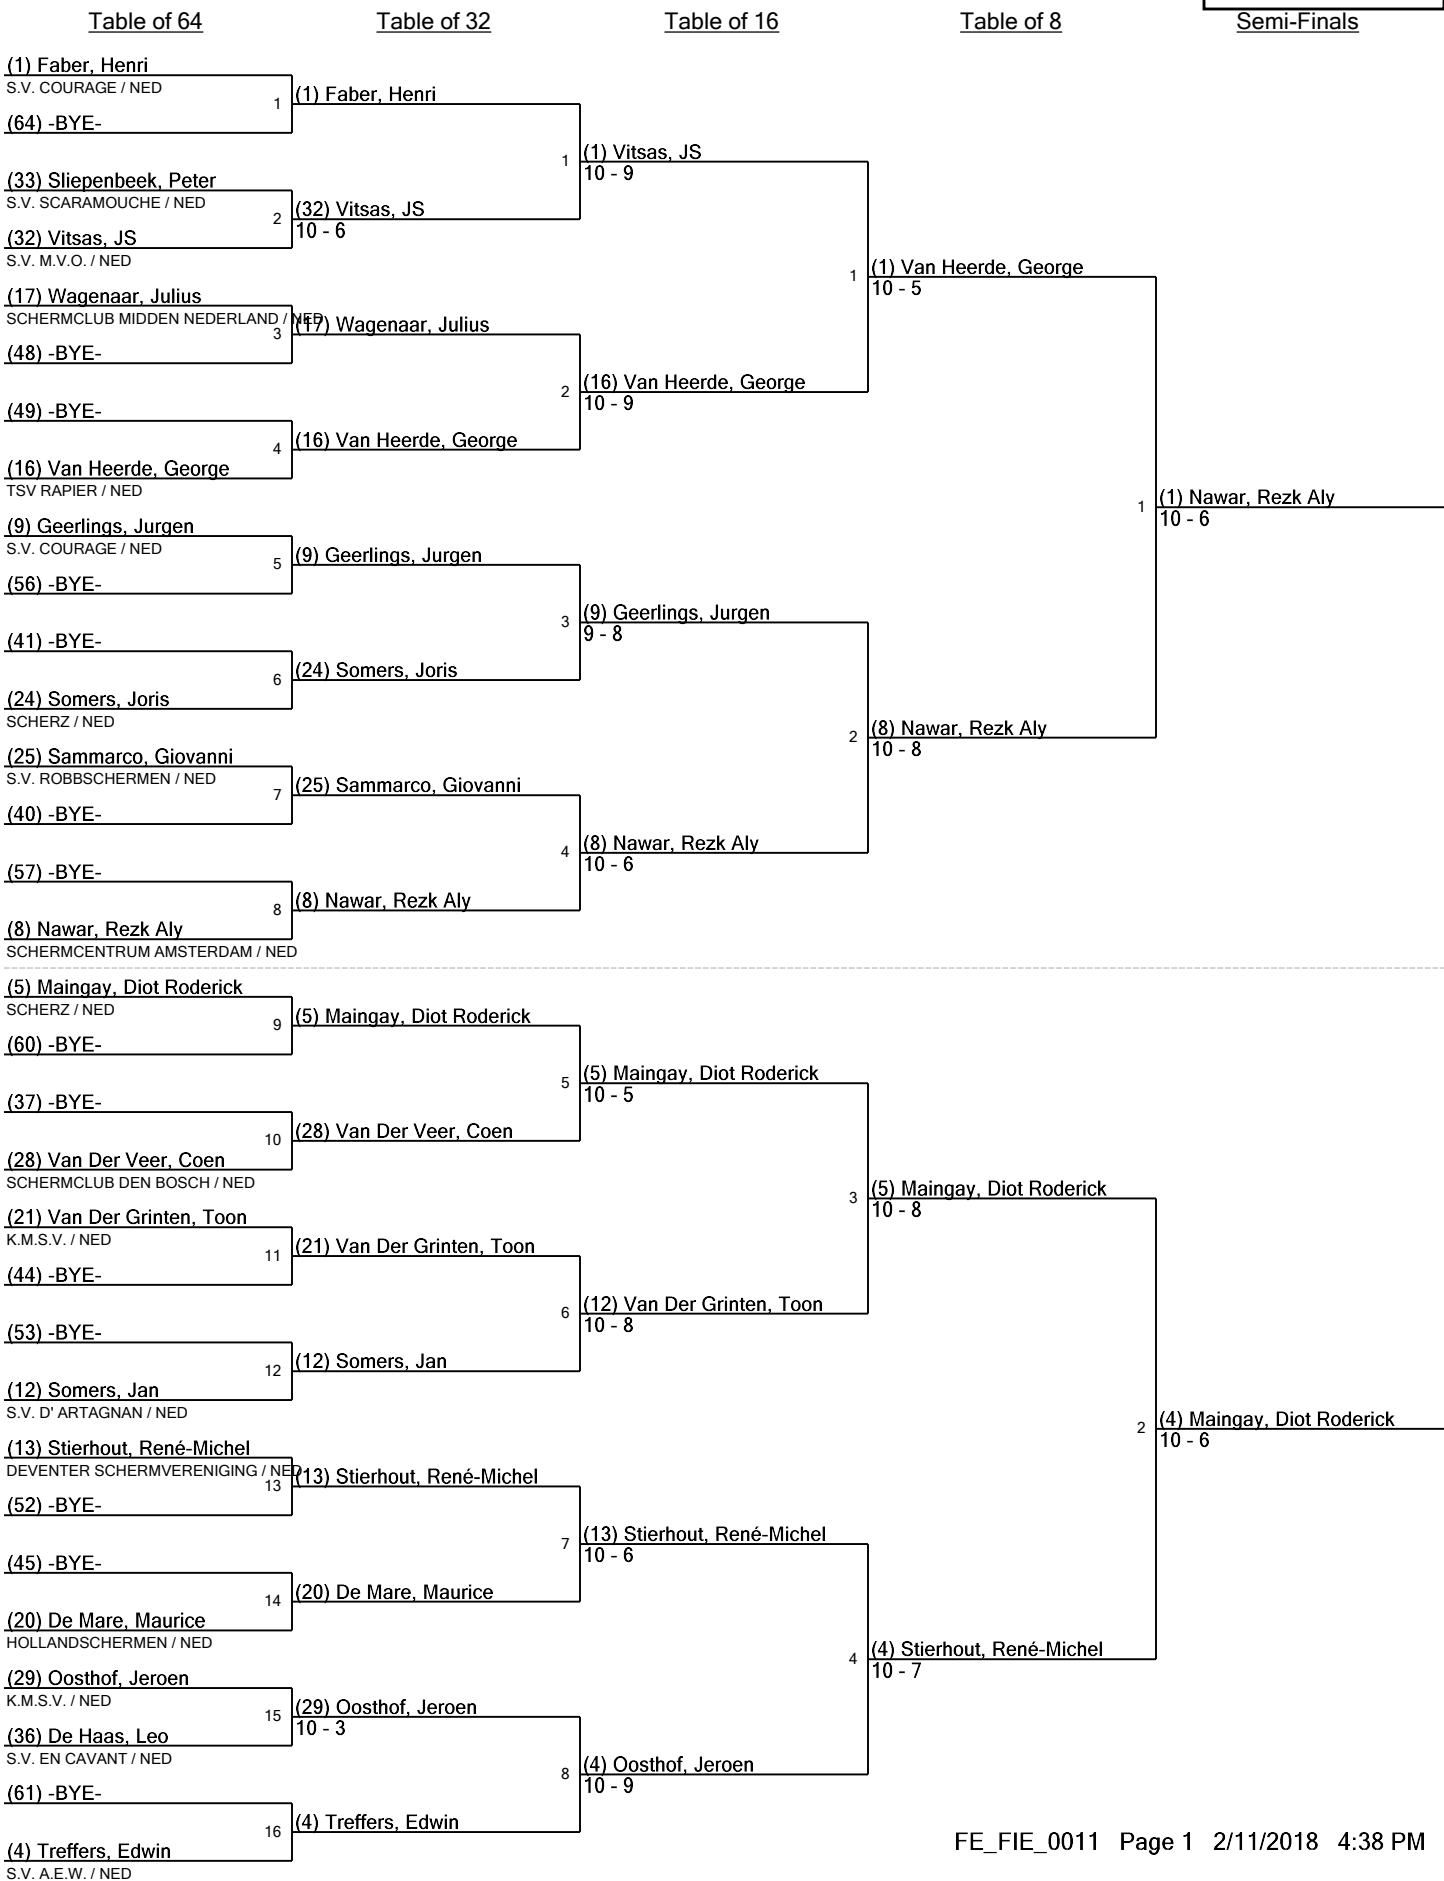 Table of 64
Table of 32
Table of 16
Table of 8
Semi-Finals
(1) Faber, Henri
S.V. COURAGE / NED
1
(64) -BYE-
(33) Sliepenbeek, Peter
S.V. SCARAMOUCHE / NED
2
(32) Vitsas, JS
S.V. M.V.O. / NED
(17) Wagenaar, Julius
SCHERMCLUB MIDDEN NEDERLAND / NED
3
(48) -BYE-
(49) -BYE-
4
(16) Van Heerde, George
TSV RAPIER / NED
(9) Geerlings, Jurgen
S.V. COURAGE / NED
5
(56) -BYE-
(41) -BYE-
6
(24) Somers, Joris
SCHERZ / NED
(25) Sammarco, Giovanni
S.V. ROBBSCHERMEN / NED
7
(40) -BYE-
(57) -BYE-
8
(8) Nawar, Rezk Aly
SCHERMCENTRUM AMSTERDAM / NED
(5) Maingay, Diot Roderick
SCHERZ / NED
9
(60) -BYE-
(37) -BYE-
10
(28) Van Der Veer, Coen
SCHERMCLUB DEN BOSCH / NED
(21) Van Der Grinten, Toon
K.M.S.V. / NED
11
(44) -BYE-
(53) -BYE-
12
(12) Somers, Jan
S.V. D' ARTAGNAN / NED
(13) Stierhout, René-Michel
DEVENTER SCHERMVERENIGING / NED
13
(52) -BYE-
(45) -BYE-
14
(20) De Mare, Maurice
HOLLANDSCHERMEN / NED
(29) Oosthof, Jeroen
K.M.S.V. / NED
15
(36) De Haas, Leo
S.V. EN CAVANT / NED
(61) -BYE-
16
(4) Treffers, Edwin
S.V. A.E.W. / NED
(1) Faber, Henri
1
(32) Vitsas, JS
10 - 6
(17) Wagenaar, Julius
2
(16) Van Heerde, George
(9) Geerlings, Jurgen
3
(24) Somers, Joris
(25) Sammarco, Giovanni
4
(8) Nawar, Rezk Aly
(5) Maingay, Diot Roderick
5
(28) Van Der Veer, Coen
(21) Van Der Grinten, Toon
6
(12) Somers, Jan
(13) Stierhout, René-Michel
7
(20) De Mare, Maurice
(29) Oosthof, Jeroen
10 - 3
8
(4) Treffers, Edwin
(1) Vitsas, JS
10 - 9
1
(16) Van Heerde, George
10 - 9
(9) Geerlings, Jurgen
9 - 8
2
(8) Nawar, Rezk Aly
10 - 6
(5) Maingay, Diot Roderick
10 - 5
3
(12) Van Der Grinten, Toon
10 - 8
(13) Stierhout, René-Michel
10 - 6
4
(4) Oosthof, Jeroen
10 - 9
(1) Van Heerde, George
10 - 5
1
(8) Nawar, Rezk Aly
10 - 8
(5) Maingay, Diot Roderick
10 - 8
2
(4) Stierhout, René-Michel
10 - 7
(1) Nawar, Rezk Aly
10 - 6
(4) Maingay, Diot Roderick
10 - 6
FE_FIE_0011 Page 1 2/11/2018 4:38 PM